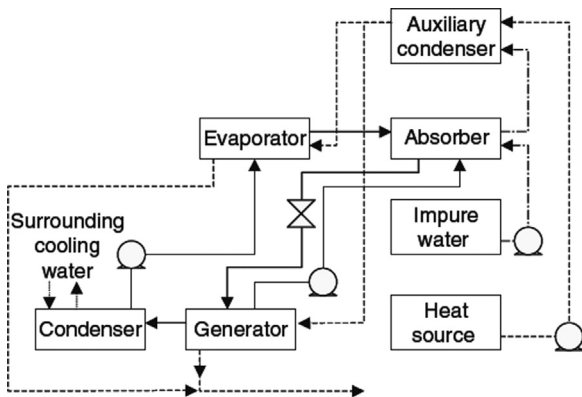 Auxiliary
condenser
Evaporator
Absorber
Surrounding
cooling
water
Impure
water
Condenser
Generator
Heat
source